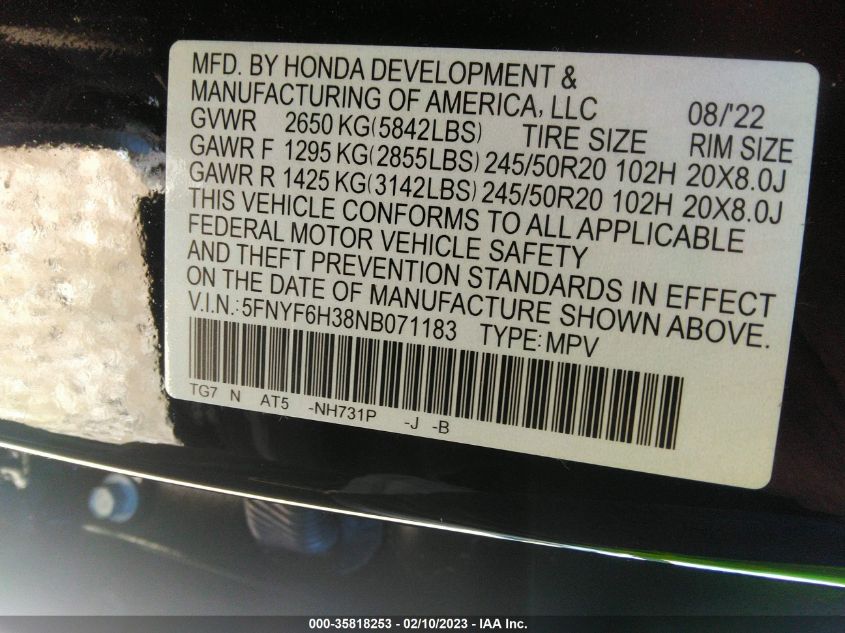 MFD. BY HONDA DEVELOPMENT &
MANUFACTURING OF AMERICA, LLC 08/'22
GVWR 2650 KG(5842LBS) TIRE SIZE RIM SIZE
GAWR F 1295 KG(2855LBS) 245/50R20 102H 20X8.0J
GAWR R 1425 KG(3142LBS) 245/50R20 102H 20X8.0J
THIS VEHICLE CONFORMS TO ALL APPLICABLE
FEDERAL MOTOR VEHICLE SAFETY
AND THEFT PREVENTION STANDARDS IN EFFECT
ON THE DATE OF MANUFACTURE SHOWN ABOVE.
V.I.N.:5FNYF6H38NB071183 TYPE:MPV
TG7 N AT5 -NH731P -J -B
000-35818253 - 02/10/2023 - IAA Inc.